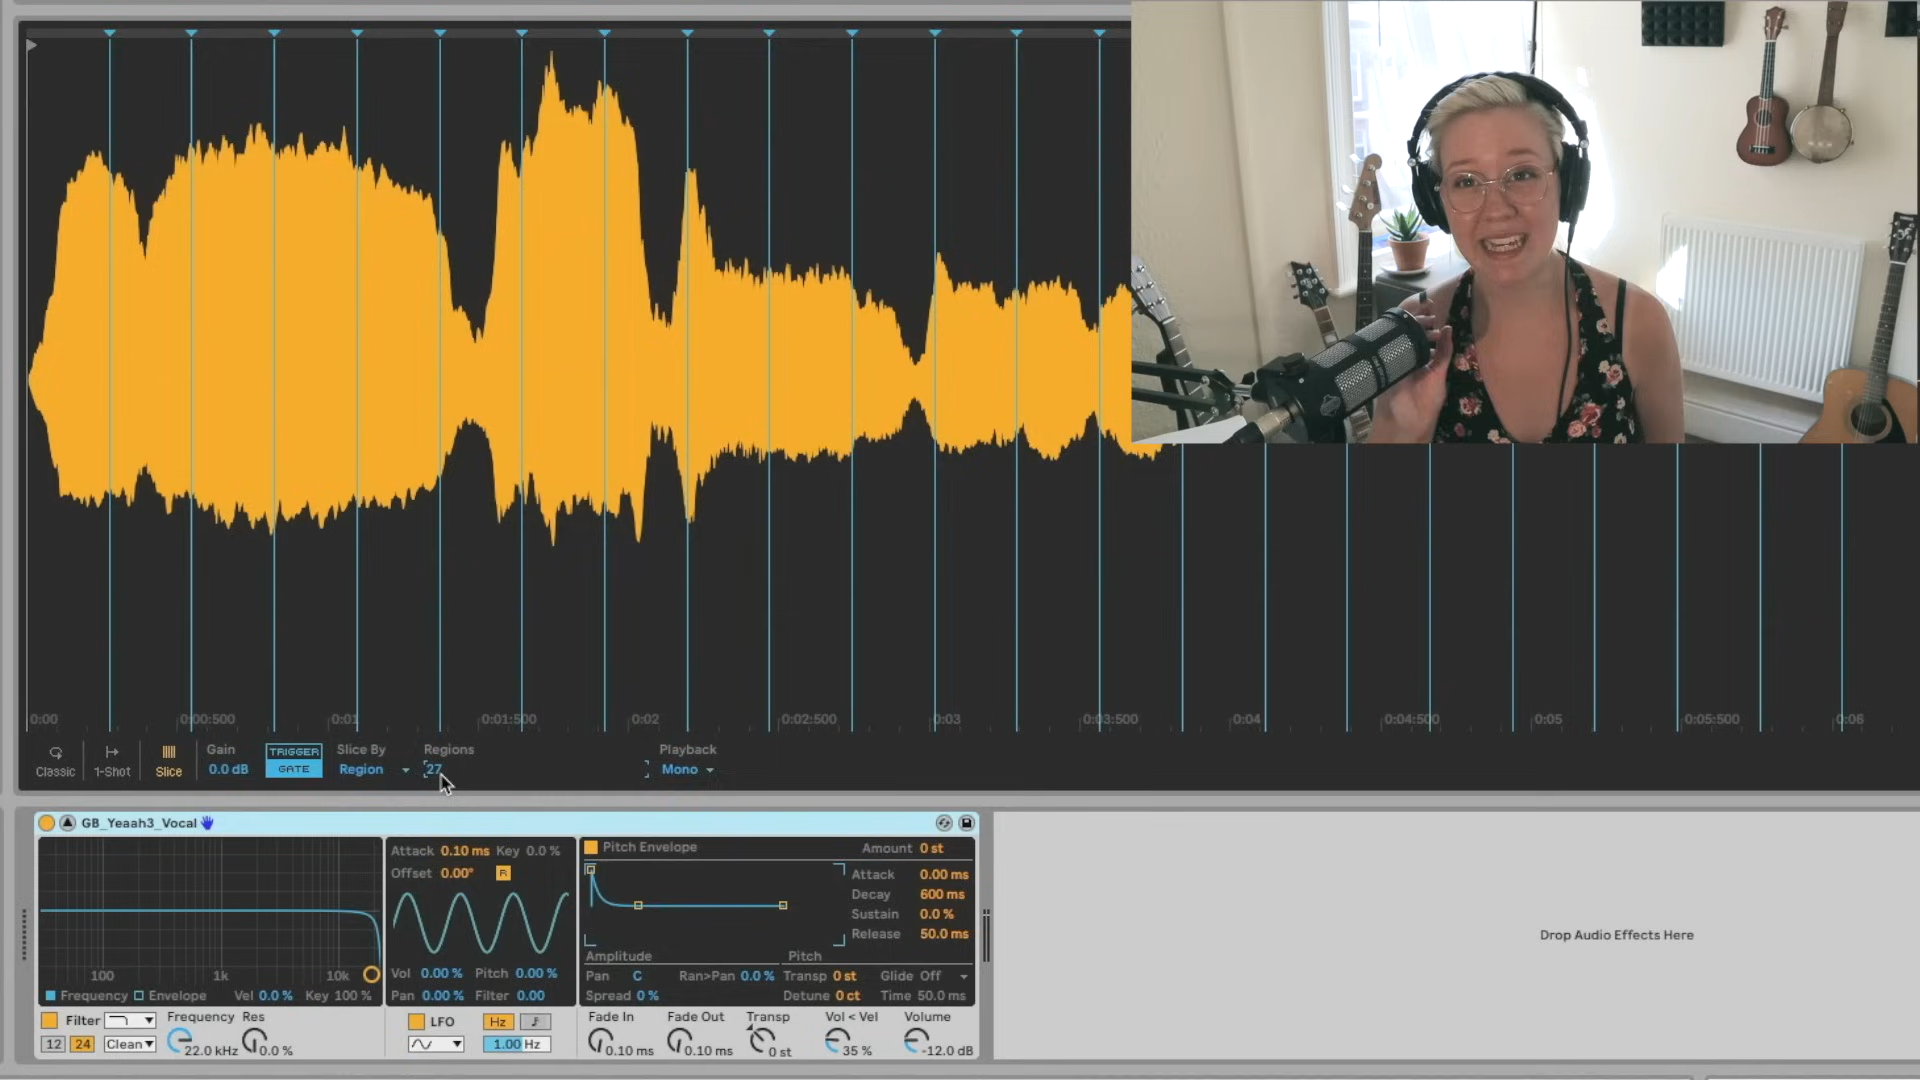 0:00 0:00:500 0:01 0:01:500 0:02 0:02:500 0:03 0:03:500 0:04 0:04:500 0:05 0:05:500 0:06
Gain TRIGGER Slice By Regions Playback
Classic 1-Shot Slice 0.0 dB GATE Region 27 Mono
GB_Yeaah3_Vocal
Attack 0.10 ms Key 0.0 % Pitch Envelope Amount 0 st
Offset 0.00° R Attack 0.00 ms
Decay 600 ms
Sustain 0.0 %
Release 50.0 ms
Drop Audio Effects Here
Amplitude Pitch
100 1k 10k Vol 0.00 % Pitch 0.00 % Pan C Ran>Pan 0.0 % Transp 0 st Glide Off
Frequency Envelope Vel 0.0 % Key 100 % Pan 0.00 % Filter 0.00 Spread 0 % Detune 0 ct Time 50.0 ms
Filter Frequency Res LFO Hz Fade In Fade Out Transp Vol < Vel Volume
12 24 Clean 22.0 kHz 0.0 % 1.00 Hz 0.10 ms 0.10 ms 0 st 35 % -12.0 dB